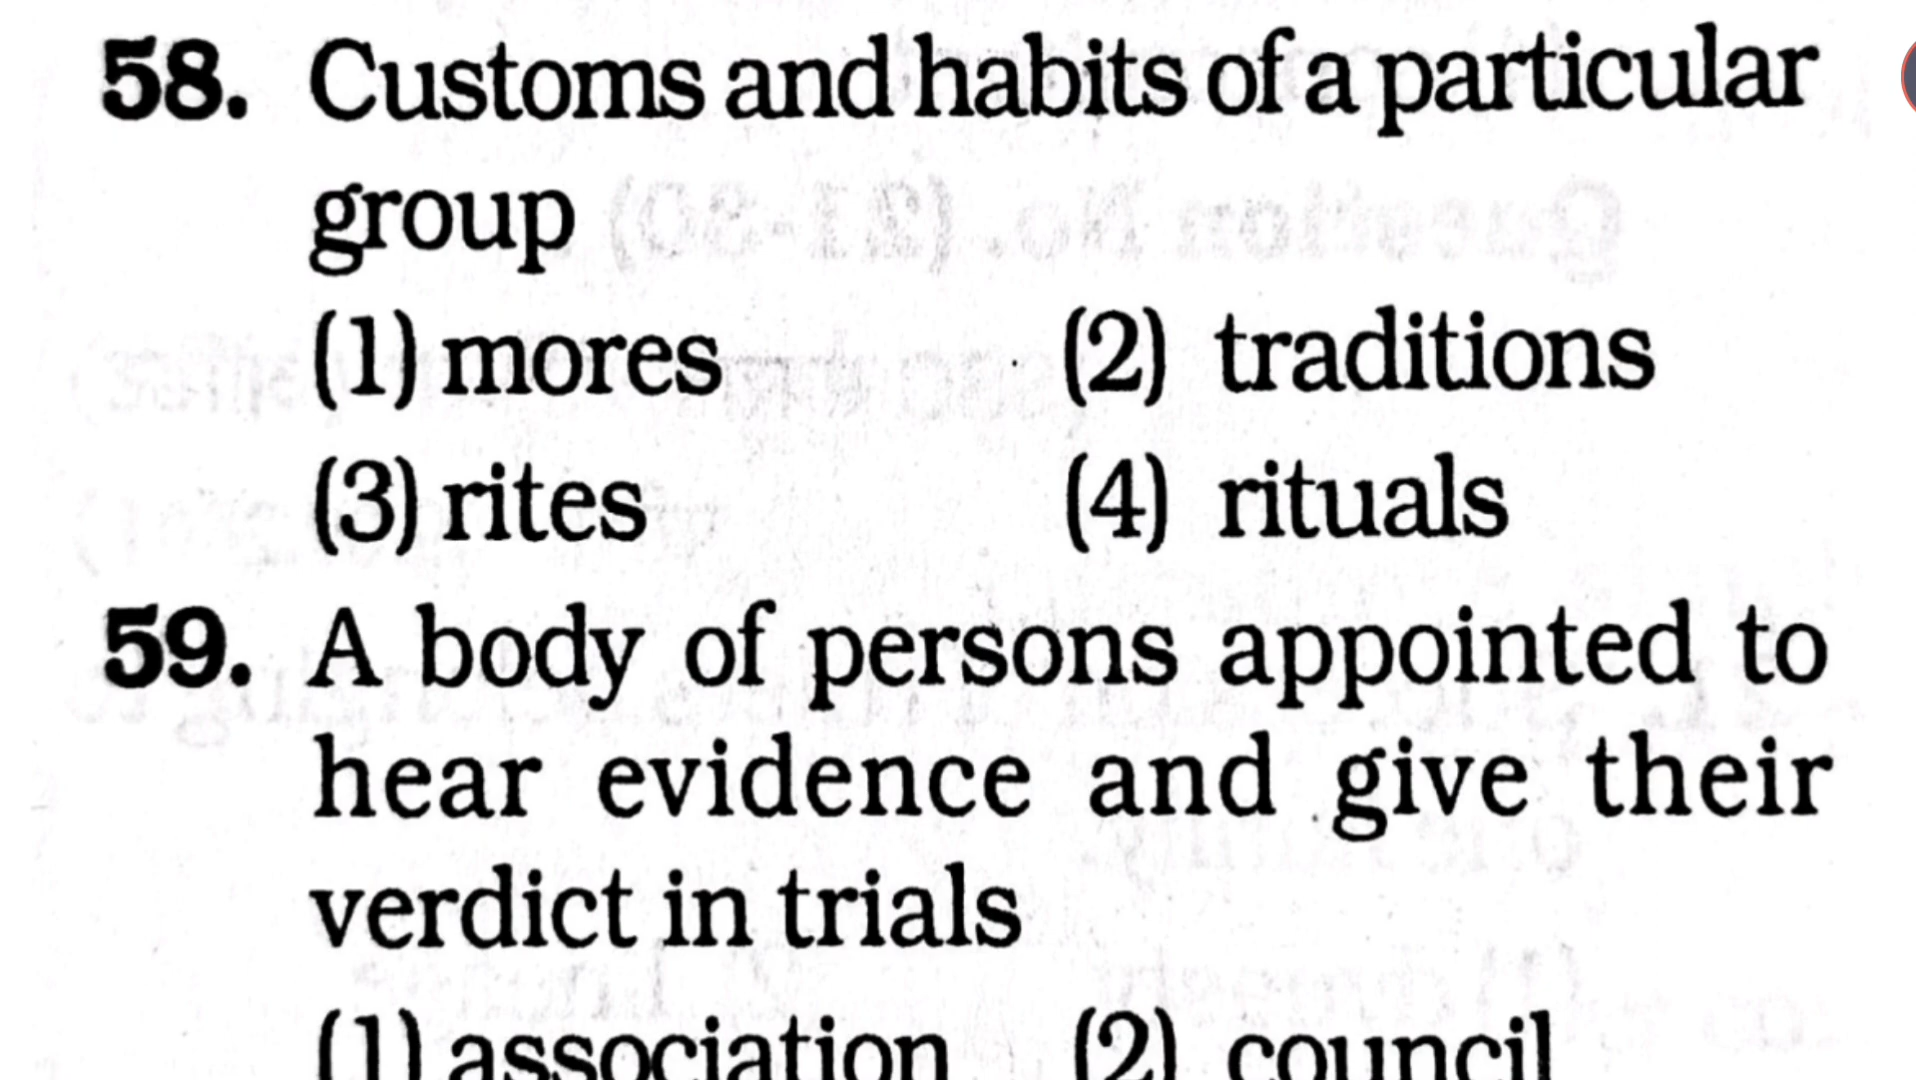 58. Customs and habits of a particular
group
(1) mores (2) traditions
(3) rites (4) rituals
59. A body of persons appointed to
hear evidence and give their
verdict in trials
(1) association (2) council